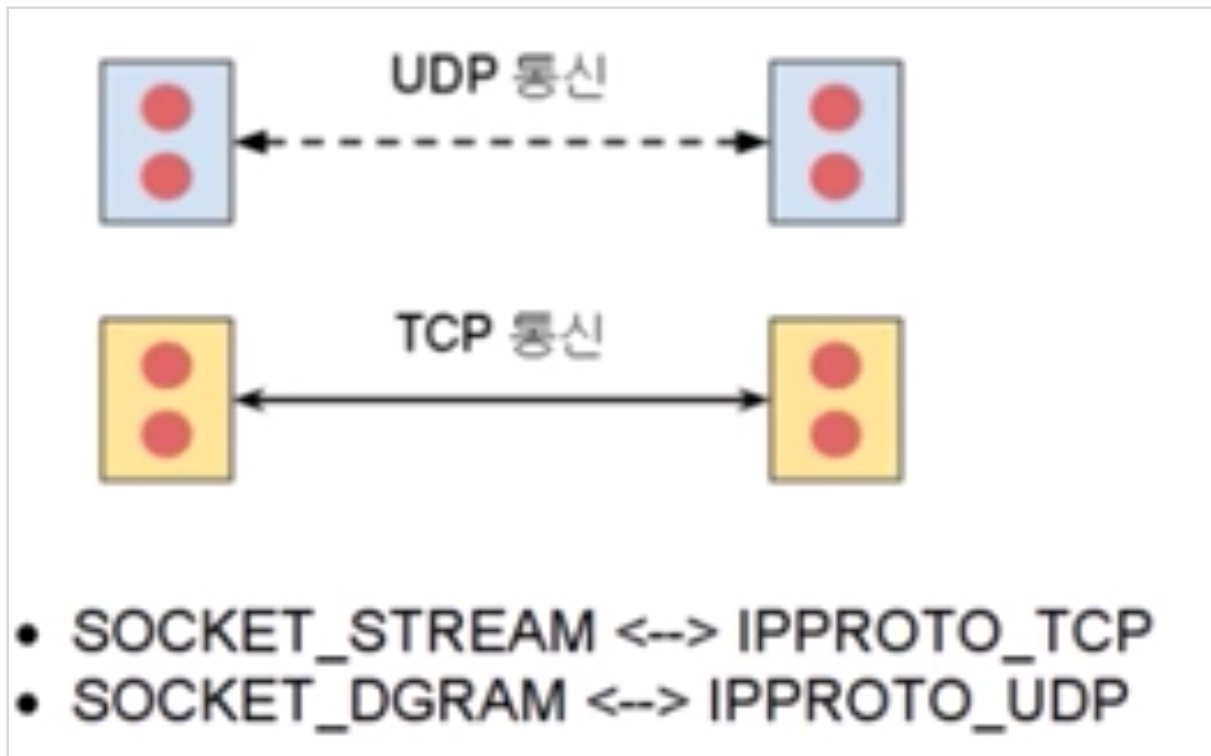 UDP 통신
TCP 통신
• SOCKET_STREAM <--> IPPROTO_TCP
• SOCKET_DGRAM <--> IPPROTO_UDP